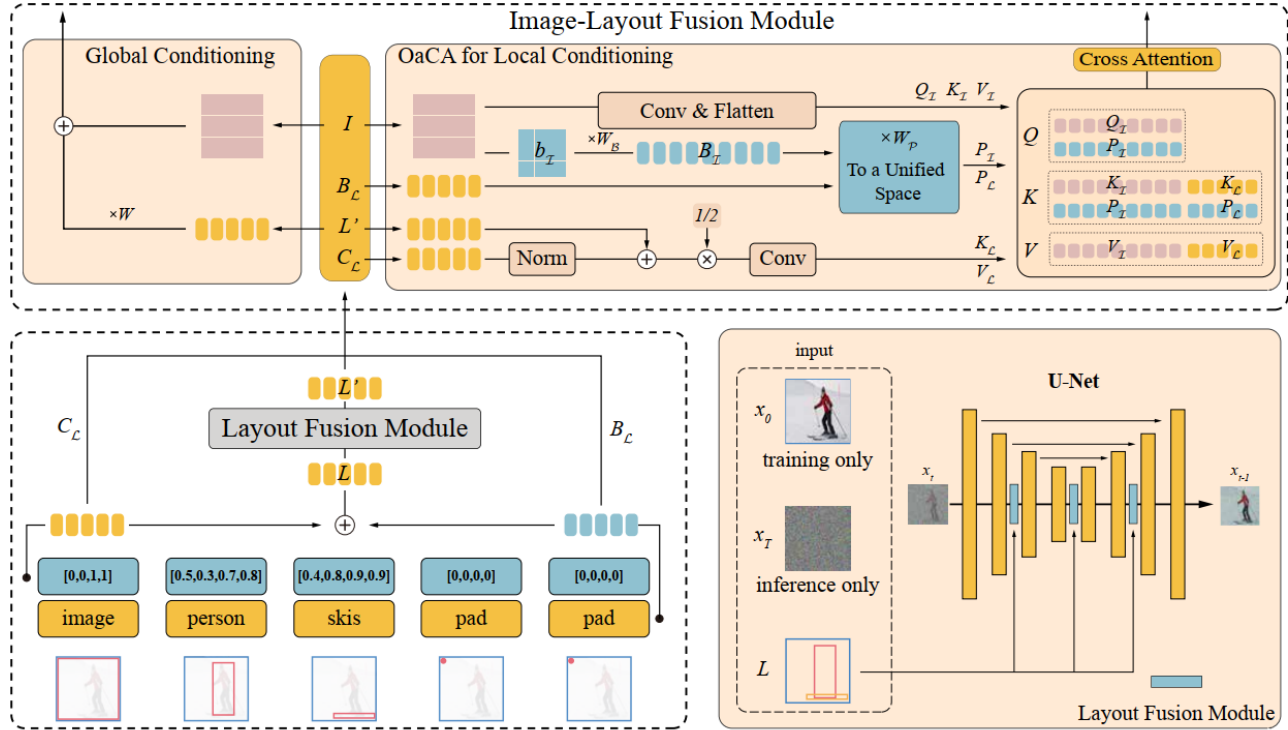 Image-Layout Fusion Module
Global Conditioning
×W
I
B_L
L'
C_L
OaCA for Local Conditioning
Conv & Flatten
Q_I K_I V_I
b_I
×W_B
B_I
×W_P
To a Unified
Space
P_I
P_L
1/2
Norm
Conv
K_L
V_L
Cross Attention
Q
Q_I
P_I
K
K_I K_L
P_I P_L
V
V_I V_L
C_L
L'
Layout Fusion Module
L
B_L
[0,0,1,1]
[0.5,0.3,0.7,0.8]
[0.4,0.8,0.9,0.9]
[0,0,0,0]
[0,0,0,0]
image
person
skis
pad
pad
input
x_0
training only
x_T
inference only
L
U-Net
x_t
x_{t-1}
Layout Fusion Module